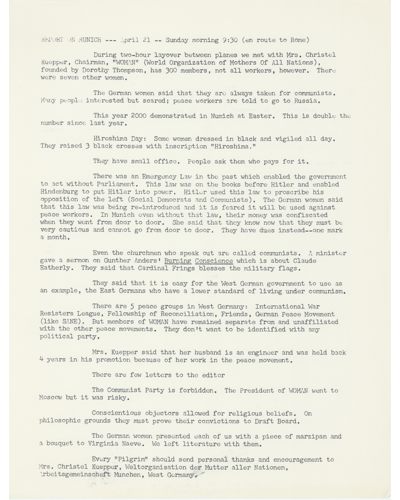 REPORT ON MUNICH --- April 21 -- Sunday morning 9:30 (en route to Rome)
During two-hour layover between planes we met with Mrs. Christel
Kuepper, Chairman, "WOMAN" (World Organization of Mothers Of All Nations),
founded by Dorothy Thompson, has 300 members, not all workers, however. There
were seven other women.
The German women said that they are always taken for communists.
Many people interested but scared; peace workers are told to go to Russia.
This year 2000 demonstrated in Munich at Easter. This is double the
number since last year.
Hiroshima Day: Some women dressed in black and vigiled all day.
They raised 3 black crosses with inscription "Hiroshima."
They have small office. People ask them who pays for it.
There was an Emergency Law in the past which enabled the government
to act without Parliament. This law was on the books before Hitler and enabled
Hindenburg to put Hitler into power. Hitler used this law to proscribe his
opposition of the left (Social Democrats and Communists). The German women said
that this law was being re-introduced and it is feared it will be used against
peace workers. In Munich even without that law, their money was confiscated
when they went from door to door. She said that they know now that they must be
very cautious and cannot go from door to door. They have dues instead--one mark
a month.
Even the churchmen who speak out are called communists. A minister
gave a sermon on Gunther Anders' Burning Conscience which is about Claude
Eatherly. They said that Cardinal Frings blesses the military flags.
They said that it is easy for the West German government to use as
an example, the East Germans who have a lower standard of living under communism.
There are 5 peace groups in West Germany: International War
Resisters League, Fellowship of Reconciliation, Friends, German Peace Movement
(like SANE). But members of WOMAN have remained separate from and unaffiliated
with the other peace movements. They don't want to be identified with any
political party.
Mrs. Kuepper said that her husband is an engineer and was held back
4 years in his promotion because of her work in the peace movement.
There are few letters to the editor
The Communist Party is forbidden. The President of WOMAN went to
Moscow but it was risky.
Conscientious objectors allowed for religious beliefs. On
philosophic grounds they must prove their convictions to Draft Board.
The German women presented each of us with a piece of marzipan and
a bouquet to Virginia Naeve. We left literature with them.
Every "Pilgrim" should send personal thanks and encouragement to
Mrs. Christel Kueppur, Weltorganisation der Mutter aller Nationen,
Arbeitsgemeinschaft Munchen, West Germany.